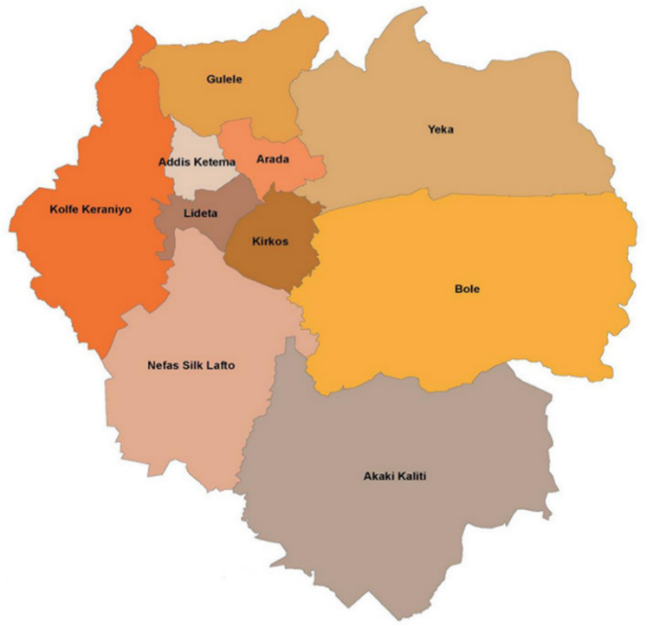 Gulele
Yeka
Addis Ketema
Arada
Kolfe Keraniyo
Lideta
Kirkos
Bole
Nefas Silk Lafto
Akaki Kaliti